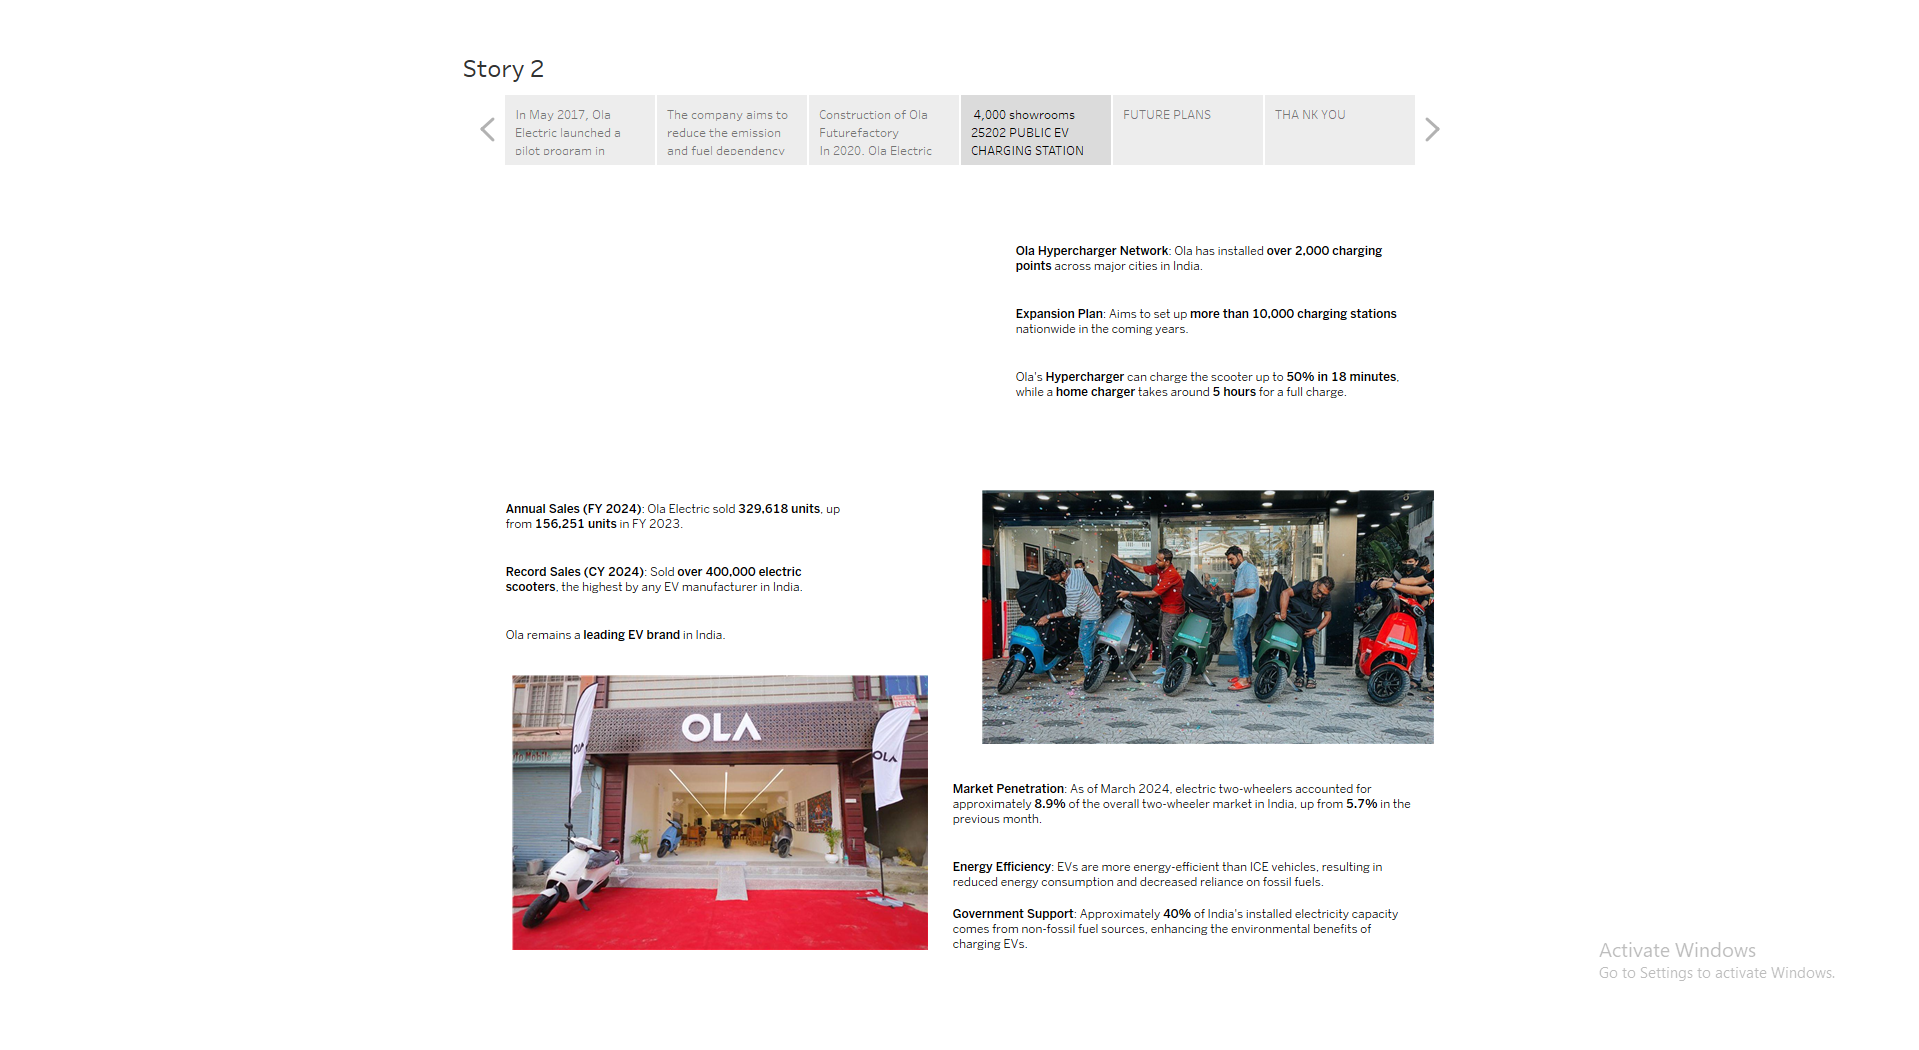 Story 2
In May 2017, Ola
Electric launched a
pilot program in
The company aims to
reduce the emission
and fuel dependency
Construction of Ola
Futurefactory
In 2020, Ola Electric
4,000 showrooms
25202 PUBLIC EV
CHARGING STATION
FUTURE PLANS
THA NK YOU
Ola Hypercharger Network: Ola has installed over 2,000 charging
points across major cities in India.
Expansion Plan: Aims to set up more than 10,000 charging stations
nationwide in the coming years.
Ola's Hypercharger can charge the scooter up to 50% in 18 minutes,
while a home charger takes around 5 hours for a full charge.
Annual Sales (FY 2024): Ola Electric sold 329,618 units, up
from 156,251 units in FY 2023.
Record Sales (CY 2024): Sold over 400,000 electric
scooters, the highest by any EV manufacturer in India.
Ola remains a leading EV brand in India.
OLA
OLA
OLA
Market Penetration: As of March 2024, electric two-wheelers accounted for
approximately 8.9% of the overall two-wheeler market in India, up from 5.7% in the
previous month.
Energy Efficiency: EVs are more energy-efficient than ICE vehicles, resulting in
reduced energy consumption and decreased reliance on fossil fuels.
Government Support: Approximately 40% of India's installed electricity capacity
comes from non-fossil fuel sources, enhancing the environmental benefits of
charging EVs.
Activate Windows
Go to Settings to activate Windows.